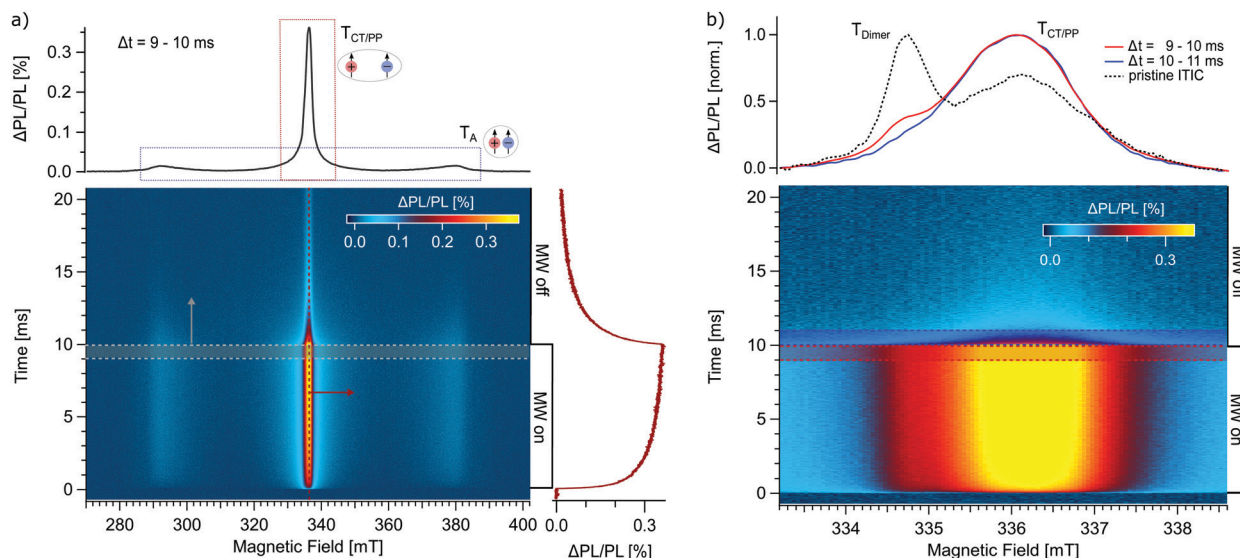 a)
Δt = 9 - 10 ms
T_CT/PP
+ −
T_A
+ −
ΔPL/PL [%]
0.3
0.2
0.1
0.0
ΔPL/PL [%]
0.0 0.1 0.2 0.3
Time [ms]
20
15
10
5
0
MW off
MW on
280 300 320 340 360 380 400
Magnetic Field [mT]
0.0 0.3
ΔPL/PL [%]
b)
T_Dimer
T_CT/PP
Δt = 9 - 10 ms
Δt = 10 - 11 ms
pristine ITIC
ΔPL/PL [norm.]
1.0
0.5
0.0
ΔPL/PL [%]
0.0 0.3
Time [ms]
20
15
10
5
0
MW off
MW on
334 335 336 337 338
Magnetic Field [mT]